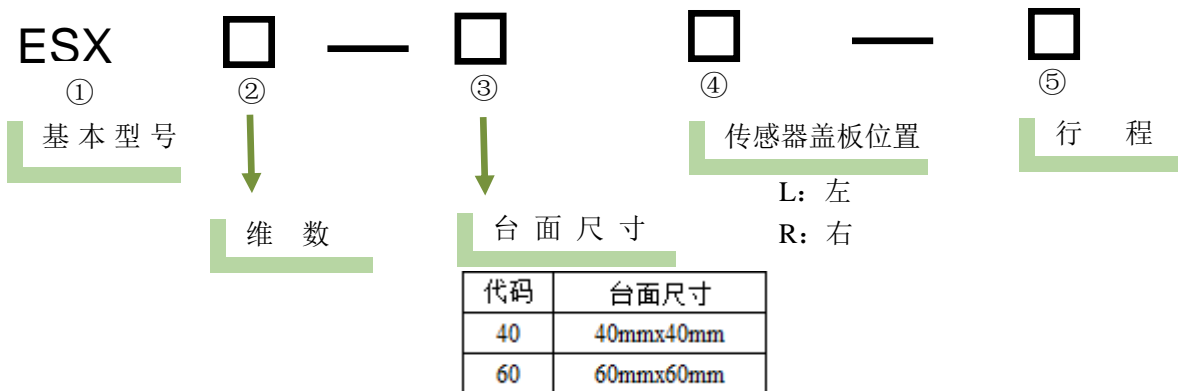 ESX □ — □ □ — □
① ② ③ ④ ⑤
基本型号 传感器盖板位置 行 程
L：左
维 数 台面尺寸 R：右
代码 台面尺寸
40 40mmx40mm
60 60mmx60mm